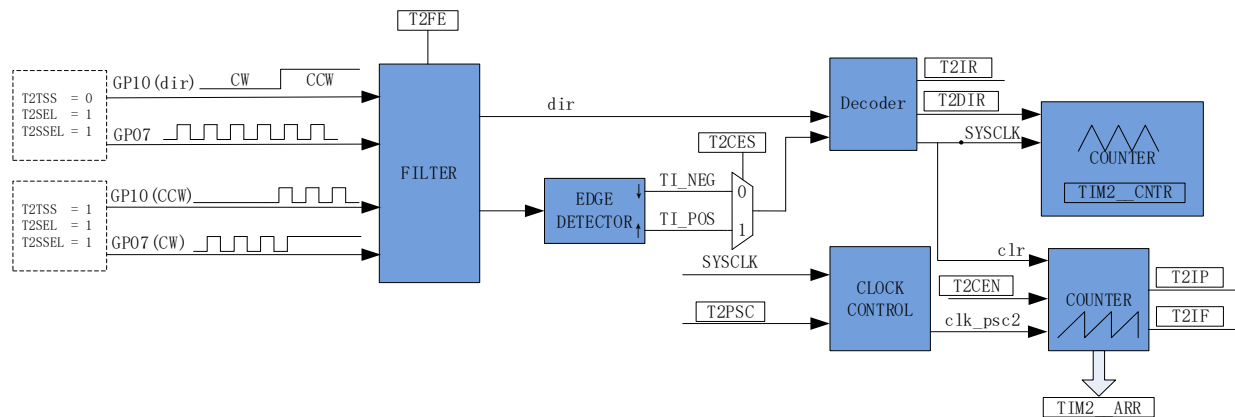 T2FE
T2TSS = 0
T2SEL = 1
T2SSEL = 1
GP10(dir)
CW
CCW
GP07
T2TSS = 1
T2SEL = 1
T2SSEL = 1
GP10(CCW)
GP07(CW)
FILTER
dir
EDGE
DETECTOR
TI_NEG
TI_POS
T2CES
0
1
Decoder
T2IR
T2DIR
SYSCLK
COUNTER
TIM2__CNTR
SYSCLK
T2PSC
CLOCK
CONTROL
clr
T2CEN
clk_psc2
COUNTER
T2IP
T2IF
TIM2__ARR